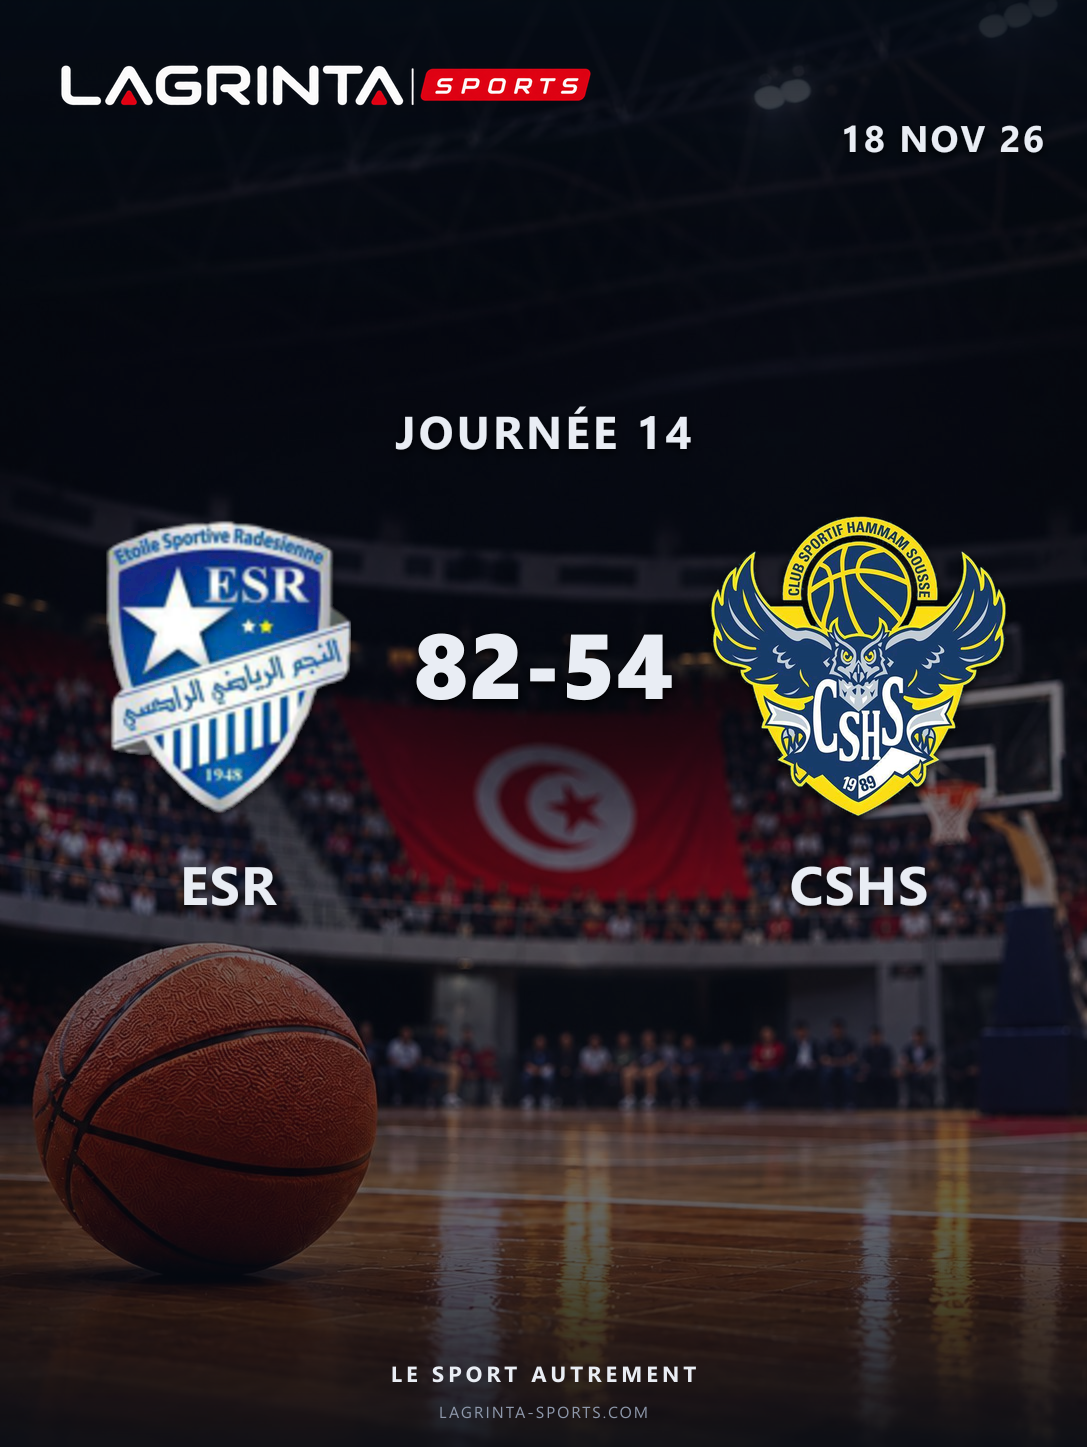 LAGRINTA SPORTS
18 NOV 26
JOURNÉE 14
Etoile Sportive Radesienne
ESR
النجم الرياضي الرادسي
1948
82-54
CLUB SPORTIF HAMMAM SOUSSE
CSHS
1989
ESR
CSHS
LE SPORT AUTREMENT
LAGRINTA-SPORTS.COM